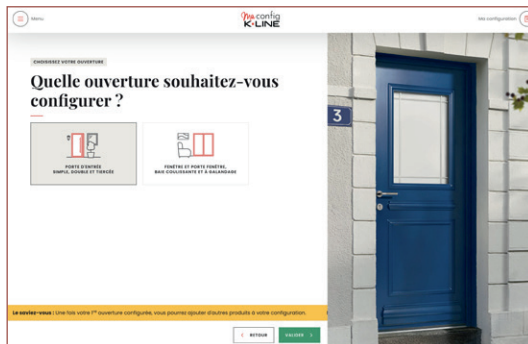 Menu
Ma config
K•LINE
Ma configuration
CHOISISSEZ VOTRE OUVERTURE
Quelle ouverture souhaitez-vous
configurer ?
PORTE D'ENTRÉE
SIMPLE, DOUBLE ET TIERCÉE
FENÊTRE ET PORTE FENÊTRE,
BAIE COULISSANTE ET À GALANDAGE
3
Le saviez-vous : Une fois votre 1re ouverture configurée, vous pourrez ajouter d'autres produits à votre configuration.
< RETOUR
VALIDER >